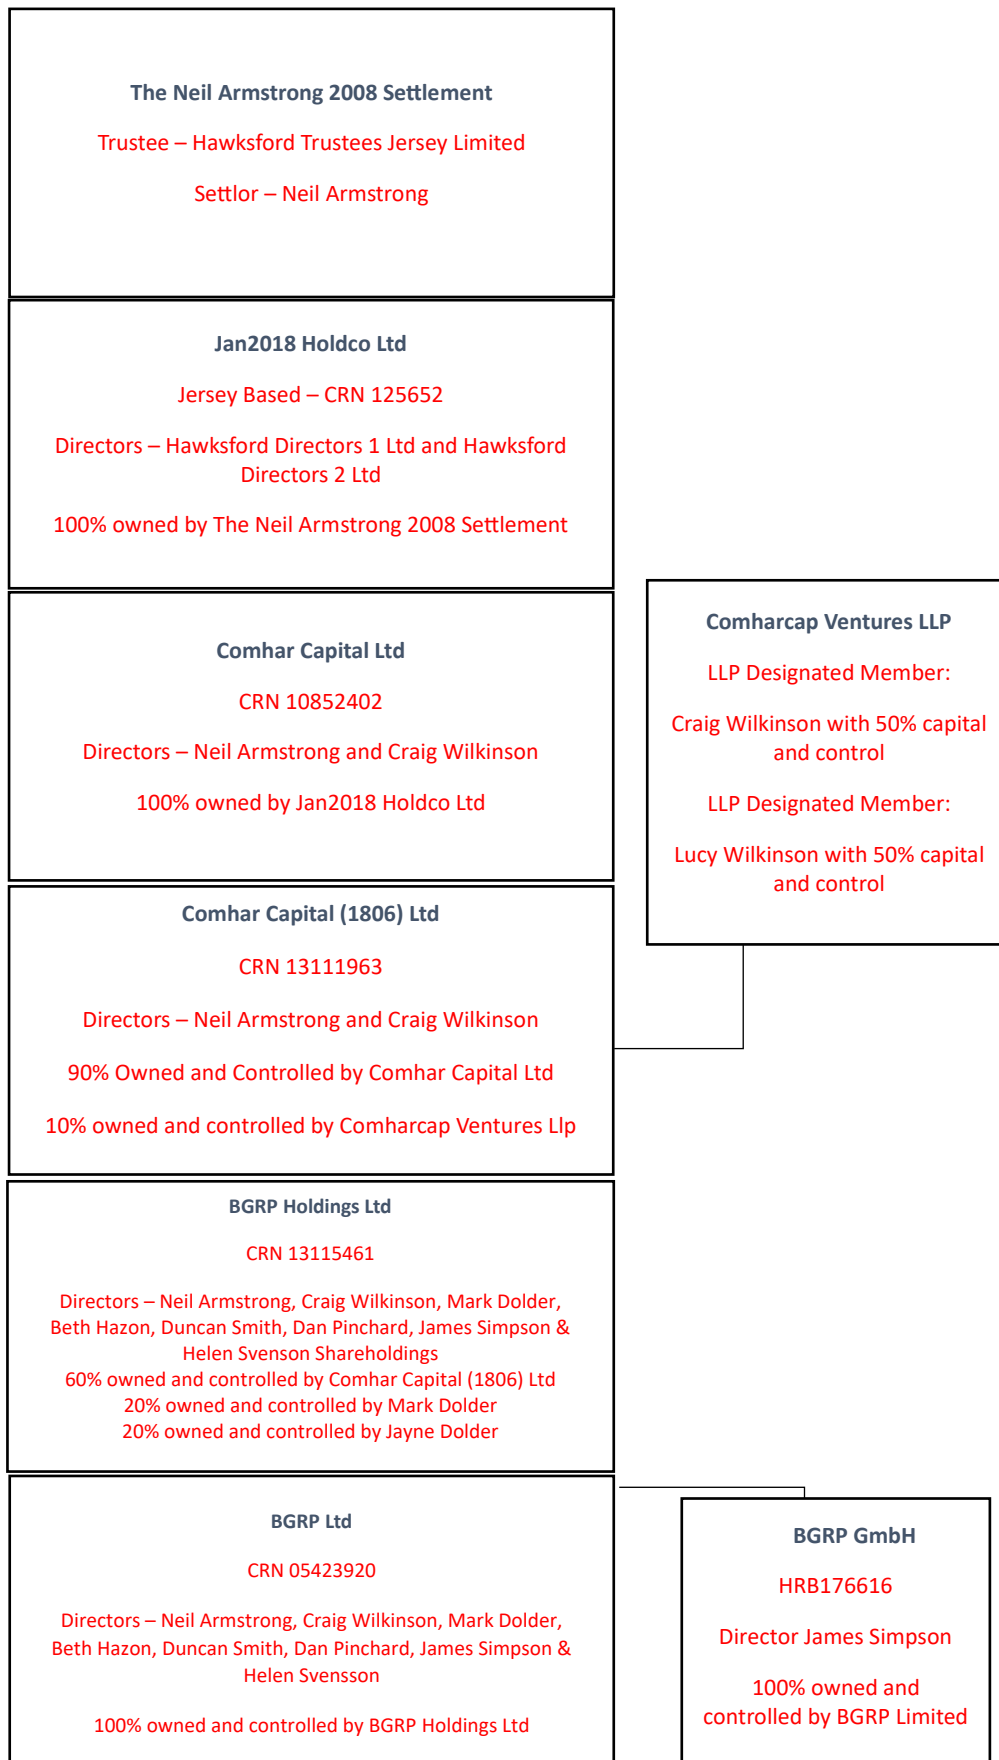 The Neil Armstrong 2008 Settlement
Trustee – Hawksford Trustees Jersey Limited
Settlor – Neil Armstrong
Jan2018 Holdco Ltd
Jersey Based – CRN 125652
Directors – Hawksford Directors 1 Ltd and Hawksford
Directors 2 Ltd
100% owned by The Neil Armstrong 2008 Settlement
Comhar Capital Ltd
CRN 10852402
Directors – Neil Armstrong and Craig Wilkinson
100% owned by Jan2018 Holdco Ltd
Comharcap Ventures LLP
LLP Designated Member:
Craig Wilkinson with 50% capital
and control
LLP Designated Member:
Lucy Wilkinson with 50% capital
and control
Comhar Capital (1806) Ltd
CRN 13111963
Directors – Neil Armstrong and Craig Wilkinson
90% Owned and Controlled by Comhar Capital Ltd
10% owned and controlled by Comharcap Ventures Llp
BGRP Holdings Ltd
CRN 13115461
Directors – Neil Armstrong, Craig Wilkinson, Mark Dolder,
Beth Hazon, Duncan Smith, Dan Pinchard, James Simpson &
Helen Svenson Shareholdings
60% owned and controlled by Comhar Capital (1806) Ltd
20% owned and controlled by Mark Dolder
20% owned and controlled by Jayne Dolder
BGRP Ltd
CRN 05423920
Directors – Neil Armstrong, Craig Wilkinson, Mark Dolder,
Beth Hazon, Duncan Smith, Dan Pinchard, James Simpson &
Helen Svensson
100% owned and controlled by BGRP Holdings Ltd
BGRP GmbH
HRB176616
Director James Simpson
100% owned and
controlled by BGRP Limited